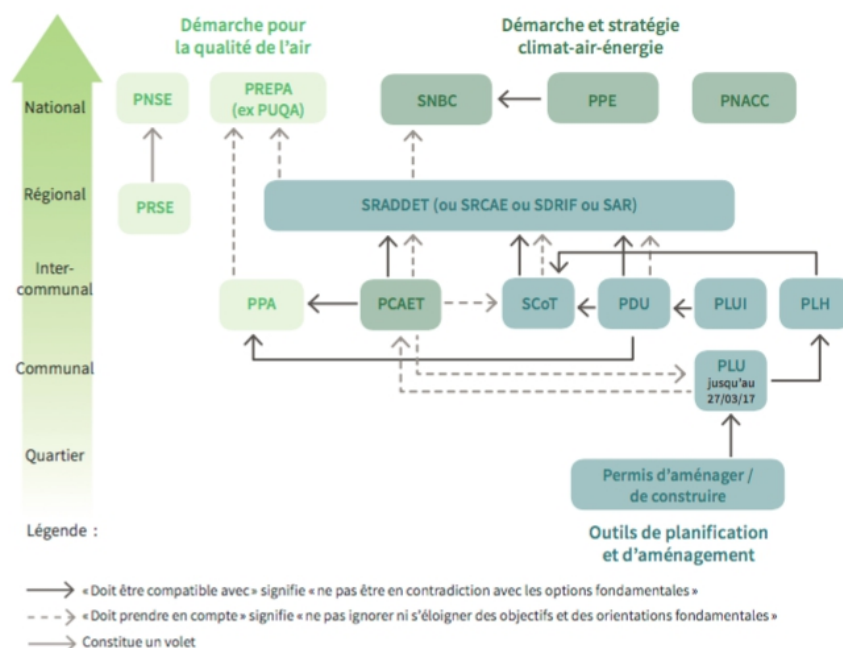 Démarche pour
la qualité de l'air
Démarche et stratégie
climat-air-énergie
National
PNSE
PREPA
(ex PUQA)
SNBC
PPE
PNACC
Régional
PRSE
SRADDET (ou SRCAE ou SDRIF ou SAR)
Inter-
communal
PPA
PCAET
SCoT
PDU
PLUI
PLH
Communal
PLU
jusqu'au
27/03/17
Quartier
Permis d'aménager /
de construire
Outils de planification
et d'aménagement
Légende :
« Doit être compatible avec » signifie « ne pas être en contradiction avec les options fondamentales »
« Doit prendre en compte » signifie « ne pas ignorer ni s'éloigner des objectifs et des orientations fondamentales »
Constitue un volet